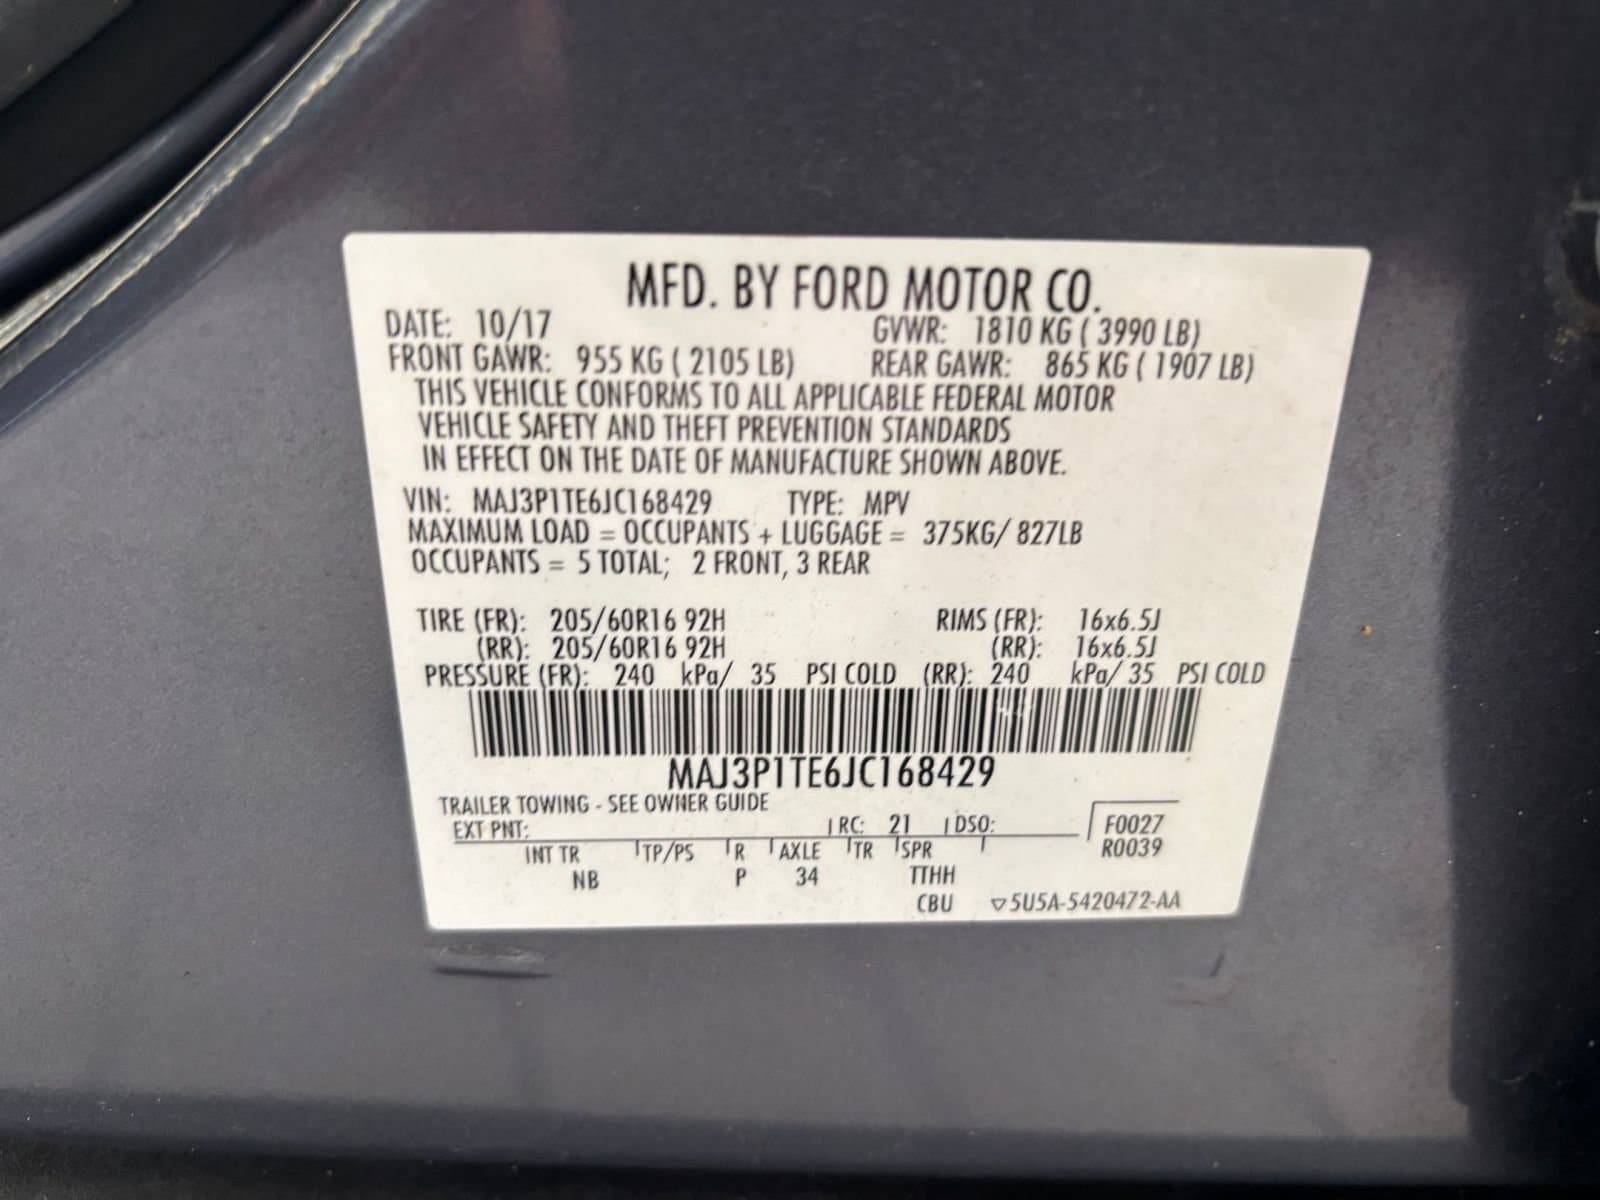 MFD. BY FORD MOTOR CO.
DATE: 10/17 GVWR: 1810 KG ( 3990 LB)
FRONT GAWR: 955 KG ( 2105 LB) REAR GAWR: 865 KG ( 1907 LB)
THIS VEHICLE CONFORMS TO ALL APPLICABLE FEDERAL MOTOR
VEHICLE SAFETY AND THEFT PREVENTION STANDARDS
IN EFFECT ON THE DATE OF MANUFACTURE SHOWN ABOVE.
VIN: MAJ3P1TE6JC168429 TYPE: MPV
MAXIMUM LOAD = OCCUPANTS + LUGGAGE = 375KG/ 827LB
OCCUPANTS = 5 TOTAL; 2 FRONT, 3 REAR
TIRE (FR): 205/60R16 92H RIMS (FR): 16x6.5J
(RR): 205/60R16 92H (RR): 16x6.5J
PRESSURE (FR): 240 kPa/ 35 PSI COLD (RR): 240 kPa/ 35 PSI COLD
MAJ3P1TE6JC168429
TRAILER TOWING - SEE OWNER GUIDE
EXT PNT: RC: 21 DSO: F0027
R0039
INT TR TP/PS R AXLE TR SPR
NB P 34 TTHH
CBU ▽5U5A-5420472-AA